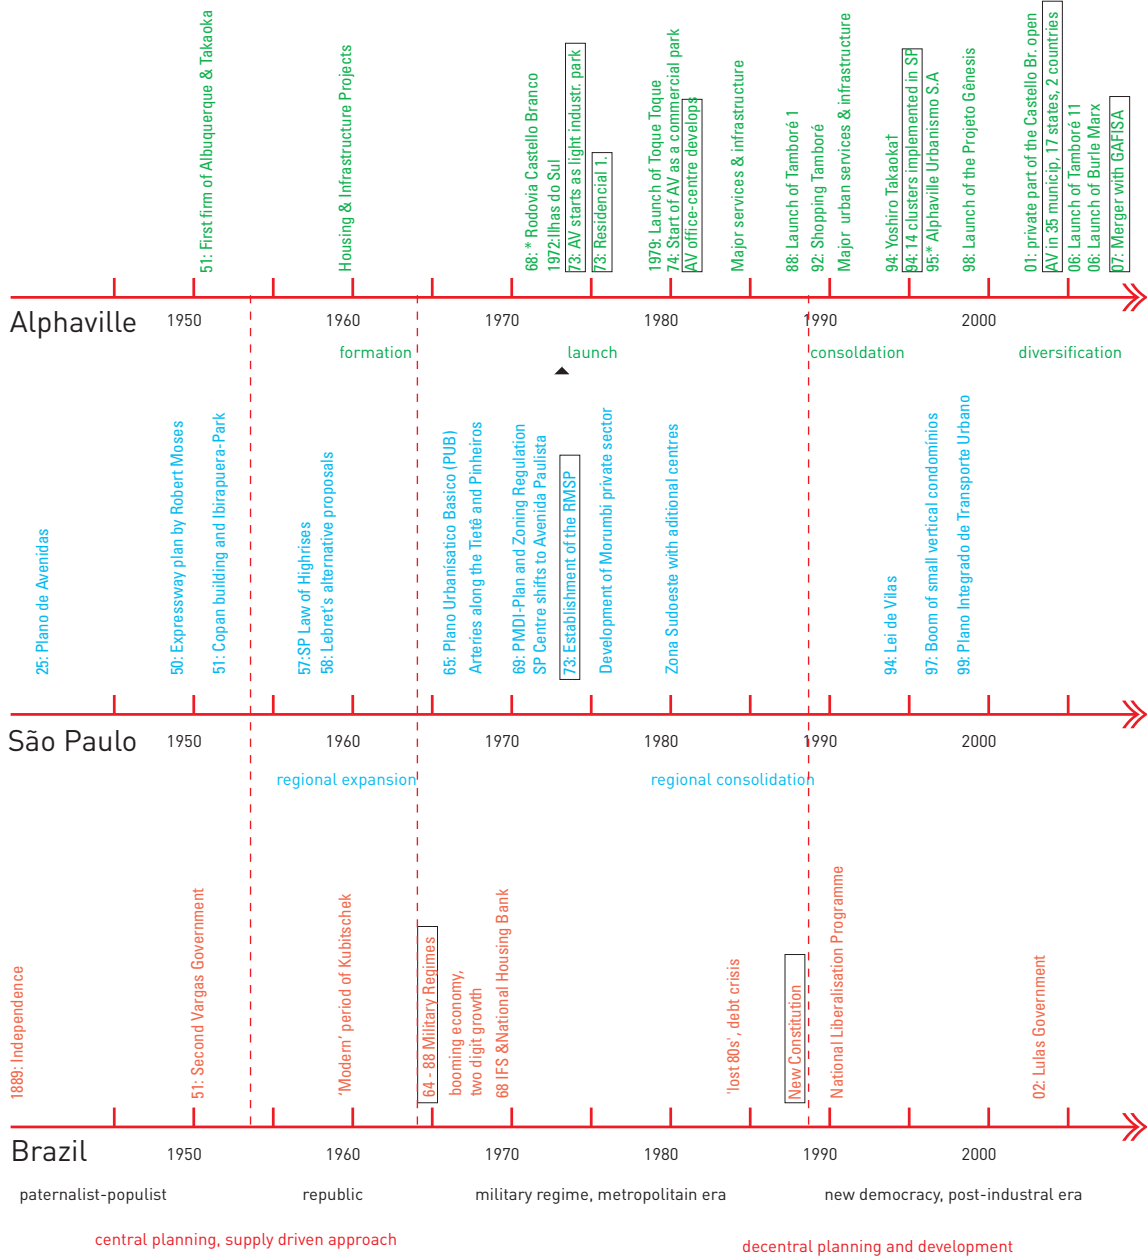 51: First firm of Albuquerque & Takaoka
Housing & Infrastructure Projects
68: * Rodovia Castello Branco
1972:Ilhas do Sul
73: AV starts as light industr. park
73: Residencial 1.
1979: Launch of Toque Toque
74: Start of AV as a commercial park
AV office-centre develops
Major services & infrastructure
88: Launch of Tamboré 1
92: Shopping Tamboré
Major urban services & infrastructure
94: Yoshiro Takaoka†
94: 14 clusters implemented in SP
95:* Alphaville Urbanismo S.A
98: Launch of the Projeto Gênesis
01: private part of the Castello Br. open
AV in 35 municip, 17 states, 2 countries
06: Launch of Tamboré 11
06: Launch of Burle Marx
07: Merger with GAFISA
Alphaville
1950 1960 1970 1980 1990 2000
formation launch consoldation diversification
25: Plano de Avenidas
50: Expressway plan by Robert Moses
51: Copan building and Ibirapuera-Park
57:SP Law of Highrises
58: Lebret's alternative proposals
65: Plano Urbanísatico Basico (PUB)
Arteries along the Tietê and Pinheiros
69: PMDI-Plan and Zoning Regulation
SP Centre shifts to Avenida Paulista
73: Establishment of the RMSP
Development of Morumbi private sector
Zona Sudoeste with aditional centres
94: Lei de Vilas
97: Boom of small vertical condomínios
99: Plano Integrado de Transporte Urbano
São Paulo
1950 1960 1970 1980 1990 2000
regional expansion regional consolidation
1889: Independence
51: Second Vargas Government
'Modern' period of Kubitschek
64 - 88 Military Regimes
booming economy,
two digit growth
68 IFS &National Housing Bank
'lost 80s', debt crisis
New Constitution
National Liberalisation Programme
02: Lulas Government
Brazil
1950 1960 1970 1980 1990 2000
paternalist-populist republic military regime, metropolitain era new democracy, post-industral era
central planning, supply driven approach
decentral planning and development